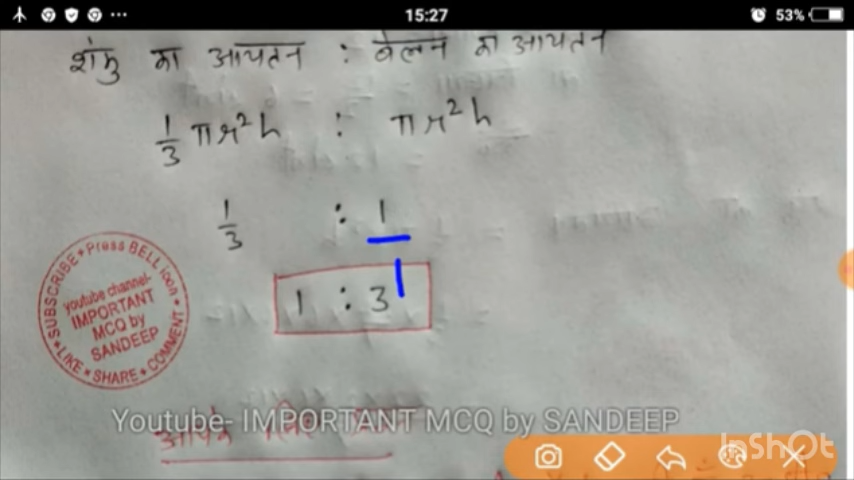 15:27
53%
शंकु का आयतन : बेलन का आयतन
1/3 πr²h : πr²h
1/3 : 1
1 : 3
SUBSCRIBE * Press BELL icon * COMMENT * SHARE * LIKE *
youtube channel-
IMPORTANT
MCQ by
SANDEEP
Youtube- IMPORTANT MCQ by SANDEEP
InShOt